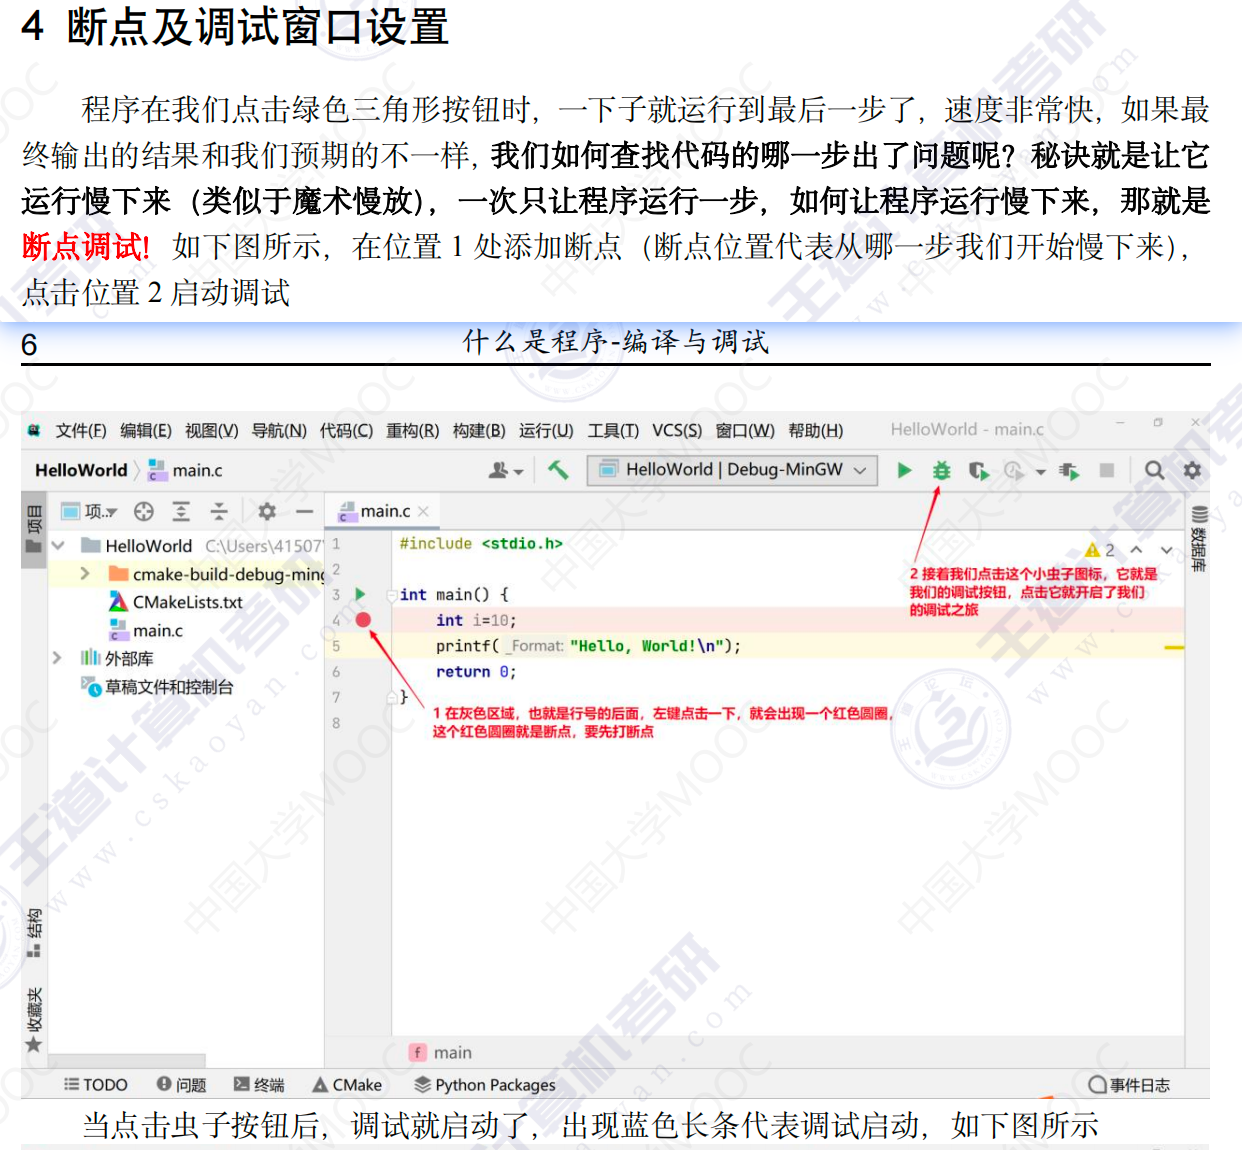 4 断点及调试窗口设置
程序在我们点击绿色三角形按钮时，一下子就运行到最后一步了，速度非常快，如果最
终输出的结果和我们预期的不一样，我们如何查找代码的哪一步出了问题呢？秘诀就是让它
运行慢下来（类似于魔术慢放），一次只让程序运行一步，如何让程序运行慢下来，那就是
断点调试！如下图所示，在位置 1 处添加断点（断点位置代表从哪一步我们开始慢下来），
点击位置 2 启动调试
6 什么是程序-编译与调试
文件(F) 编辑(E) 视图(V) 导航(N) 代码(C) 重构(R) 构建(B) 运行(U) 工具(T) VCS(S) 窗口(W) 帮助(H) HelloWorld - main.c
HelloWorld main.c HelloWorld | Debug-MinGW
项目
项..
main.c
HelloWorld C:\Users\41507
cmake-build-debug-ming
CMakeLists.txt
main.c
外部库
草稿文件和控制台
1 #include <stdio.h>
2
3 int main() {
4 int i=10;
5 printf( _Format: "Hello, World!\n");
6 return 0;
7 }
8
2
2 接着我们点击这个小虫子图标，它就是
我们的调试按钮，点击它就开启了我们
的调试之旅
1 在灰色区域，也就是行号的后面，左键点击一下，就会出现一个红色圆圈，
这个红色圆圈就是断点，要先打断点
数据库
结构
收藏夹
f main
TODO 问题 终端 CMake Python Packages 事件日志
当点击虫子按钮后，调试就启动了，出现蓝色长条代表调试启动，如下图所示
王道计算机考研
www.cskaoyan.com
中国大学MOOC